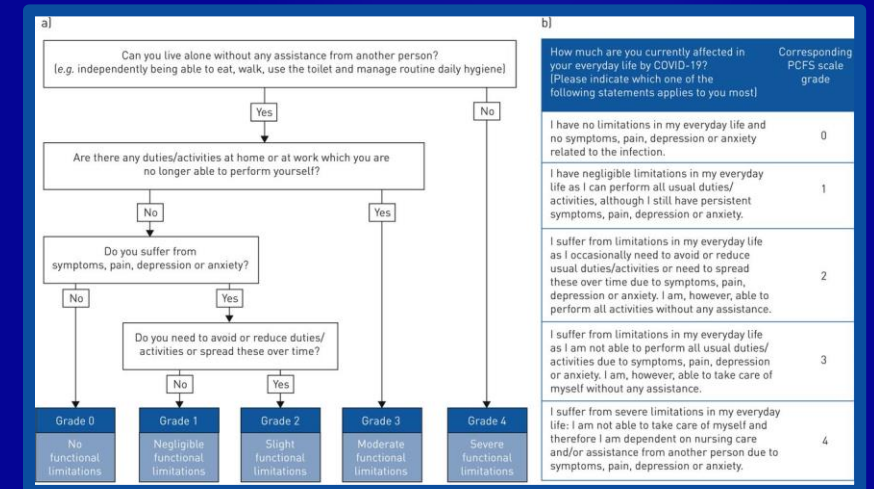 a)
Can you live alone without any assistance from another person?
(e.g. independently being able to eat, walk, use the toilet and manage routine daily hygiene)
Yes
No
Are there any duties/activities at home or at work which you are
no longer able to perform yourself?
No
Yes
Do you suffer from
symptoms, pain, depression or anxiety?
No
Yes
Do you need to avoid or reduce duties/
activities or spread these over time?
No
Yes
Grade 0
No
functional
limitations
Grade 1
Negligible
functional
limitations
Grade 2
Slight
functional
limitations
Grade 3
Moderate
functional
limitations
Grade 4
Severe
functional
limitations
b)
How much are you currently affected in
your everyday life by COVID-19?
(Please indicate which one of the
following statements applies to you most)
Corresponding
PCFS scale
grade
I have no limitations in my everyday life and
no symptoms, pain, depression or anxiety
related to the infection.
0
I have negligible limitations in my everyday
life as I can perform all usual duties/
activities, although I still have persistent
symptoms, pain, depression or anxiety.
1
I suffer from limitations in my everyday life
as I occasionally need to avoid or reduce
usual duties/activities or need to spread
these over time due to symptoms, pain,
depression or anxiety. I am, however, able to
perform all activities without any assistance.
2
I suffer from limitations in my everyday life
as I am not able to perform all usual duties/
activities due to symptoms, pain, depression
or anxiety. I am, however, able to take care of
myself without any assistance.
3
I suffer from severe limitations in my everyday
life: I am not able to take care of myself and
therefore I am dependent on nursing care
and/or assistance from another person due to
symptoms, pain, depression or anxiety.
4